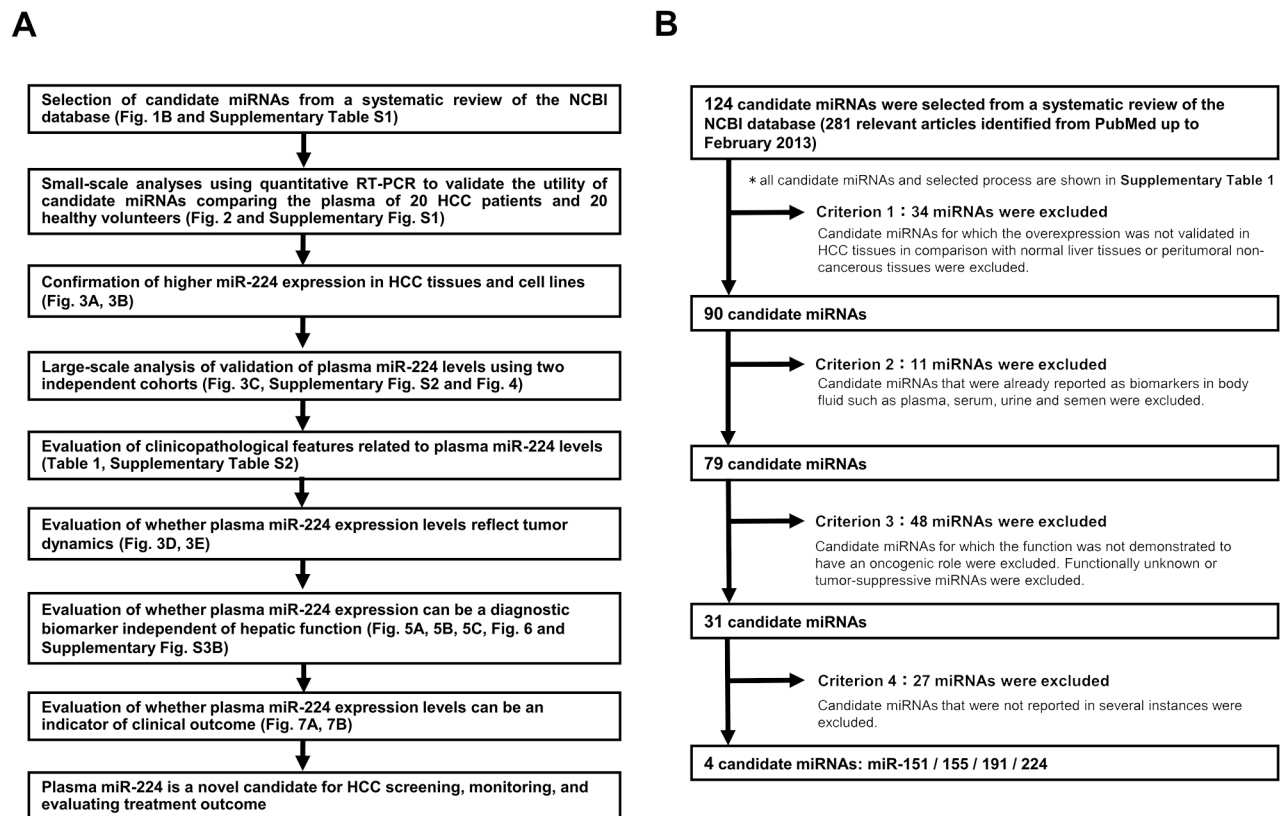 A
Selection of candidate miRNAs from a systematic review of the NCBI
database (Fig. 1B and Supplementary Table S1)
Small-scale analyses using quantitative RT-PCR to validate the utility of
candidate miRNAs comparing the plasma of 20 HCC patients and 20
healthy volunteers (Fig. 2 and Supplementary Fig. S1)
Confirmation of higher miR-224 expression in HCC tissues and cell lines
(Fig. 3A, 3B)
Large-scale analysis of validation of plasma miR-224 levels using two
independent cohorts (Fig. 3C, Supplementary Fig. S2 and Fig. 4)
Evaluation of clinicopathological features related to plasma miR-224 levels
(Table 1, Supplementary Table S2)
Evaluation of whether plasma miR-224 expression levels reflect tumor
dynamics (Fig. 3D, 3E)
Evaluation of whether plasma miR-224 expression can be a diagnostic
biomarker independent of hepatic function (Fig. 5A, 5B, 5C, Fig. 6 and
Supplementary Fig. S3B)
Evaluation of whether plasma miR-224 expression levels can be an
indicator of clinical outcome (Fig. 7A, 7B)
Plasma miR-224 is a novel candidate for HCC screening, monitoring, and
evaluating treatment outcome
B
124 candidate miRNAs were selected from a systematic review of the
NCBI database (281 relevant articles identified from PubMed up to
February 2013)
＊all candidate miRNAs and selected process are shown in Supplementary Table 1
Criterion 1：34 miRNAs were excluded
Candidate miRNAs for which the overexpression was not validated in
HCC tissues in comparison with normal liver tissues or peritumoral non-
cancerous tissues were excluded.
90 candidate miRNAs
Criterion 2：11 miRNAs were excluded
Candidate miRNAs that were already reported as biomarkers in body
fluid such as plasma, serum, urine and semen were excluded.
79 candidate miRNAs
Criterion 3：48 miRNAs were excluded
Candidate miRNAs for which the function was not demonstrated to
have an oncogenic role were excluded. Functionally unknown or
tumor-suppressive miRNAs were excluded.
31 candidate miRNAs
Criterion 4：27 miRNAs were excluded
Candidate miRNAs that were not reported in several instances were
excluded.
4 candidate miRNAs: miR-151 / 155 / 191 / 224